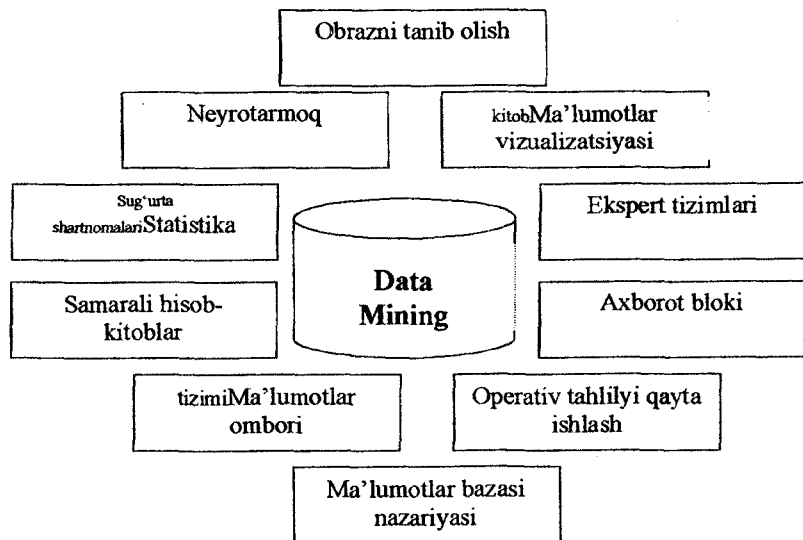 Obrazni tanib olish
Neyrotarmoq
kitobMa’lumotlar
vizualizatsiyasi
Sug‘urta
shartnomalariStatistika
Ekspert tizimlari
Data
Mining
Samarali hisob-
kitoblar
Axborot bloki
tizimiMa’lumotlar
ombori
Operativ tahlilyi qayta
ishlash
Ma’lumotlar bazasi
nazariyasi